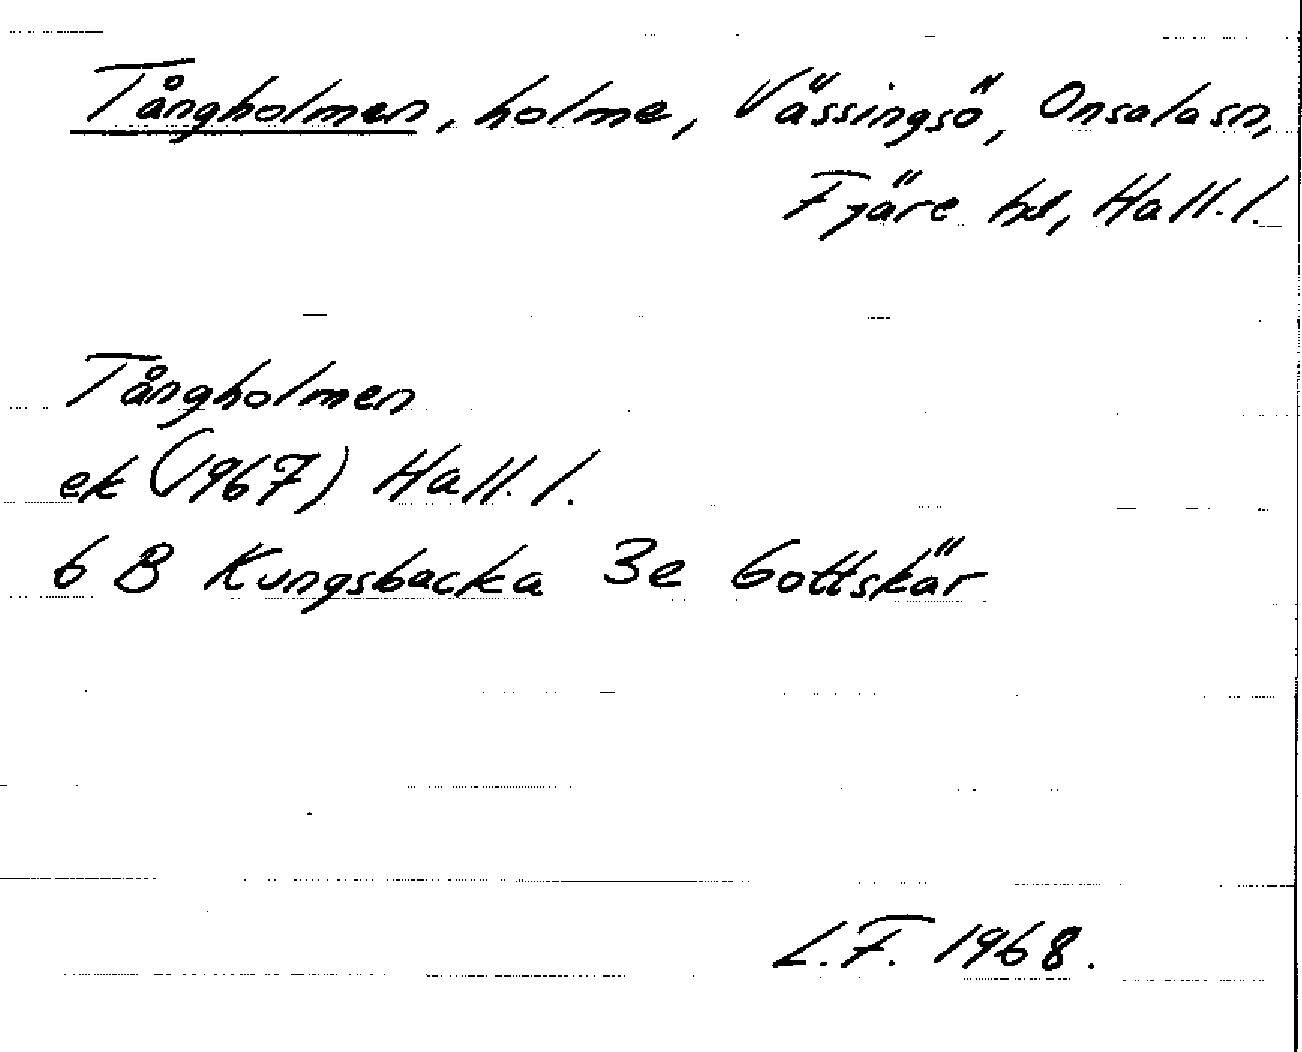 Tångholmen, holme, Vässingsö, Onsala sn,
Fjäre hd, Hall. l.
Tångholmen
ek (1967) Hall. l.
6 B Kungsbacka 3e Gottskär
L.F. 1968.